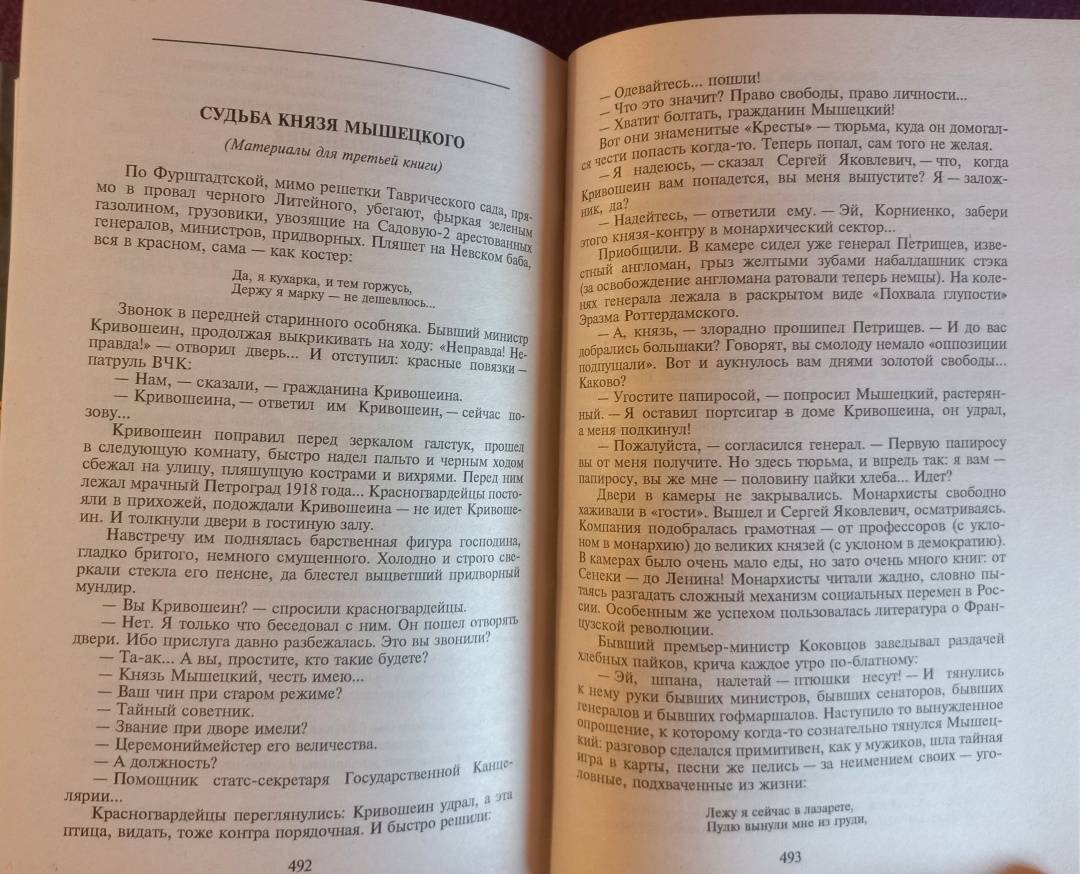 СУДЬБА КНЯЗЯ МЫШЕЦКОГО
(Материалы для третьей книги)
По Фурштадтской, мимо решетки Таврического сада, пря-
мо в провал черного Литейного, убегают, фыркая зеленым
газолином, грузовики, увозящие на Садовую-2 арестованных
генералов, министров, придворных. Пляшет на Невском баба,
вся в красном, сама — как костер:
Да, я кухарка, и тем горжусь,
Держу я марку — не дешевлюсь...
Звонок в передней старинного особняка. Бывший министр
Кривошеин, продолжая выкрикивать на ходу: «Неправда! Не-
правда!» — отворил дверь... И отступил: красные повязки —
патруль ВЧК:
— Нам, — сказали, — гражданина Кривошеина.
— Кривошеина, — ответил им Кривошеин, — сейчас по-
зову...
Кривошеин поправил перед зеркалом галстук, прошел
в следующую комнату, быстро надел пальто и черным ходом
сбежал на улицу, пляшущую кострами и вихрями. Перед ним
лежал мрачный Петроград 1918 года... Красногвардейцы посто-
яли в прихожей, подождали Кривошеина — не идет Кривоше-
ин. И толкнули двери в гостиную залу.
Навстречу им поднялась барственная фигура господина,
гладко бритого, немного смущенного. Холодно и строго све-
ркали стекла его пенсне, да блестел выцветший придворный
мундир.
— Вы Кривошеин? — спросили красногвардейцы.
— Нет. Я только что беседовал с ним. Он пошел отворять
двери. Ибо прислуга давно разбежалась. Это вы звонили?
— Та-ак... А вы, простите, кто такие будете?
— Князь Мышецкий, честь имею...
— Ваш чин при старом режиме?
— Тайный советник.
— Звание при дворе имели?
— Церемониймейстер его величества.
— А должность?
— Помощник статс-секретаря Государственной Канце-
лярии...
Красногвардейцы переглянулись: Кривошеин удрал, а эта
птица, видать, тоже контра порядочная. И быстро решили:
492
— Одевайтесь... пошли!
— Что это значит? Право свободы, право личности...
— Хватит болтать, гражданин Мышецкий!
Вот они знаменитые «Кресты» — тюрьма, куда он домогал-
ся чести попасть когда-то. Теперь попал, сам того не желая.
— Я надеюсь, — сказал Сергей Яковлевич, — что, когда
Кривошеин вам попадется, вы меня выпустите? Я — залож-
ник, да?
— Надейтесь, — ответили ему. — Эй, Корниенко, забери
этого князя-контру в монархический сектор...
Приобщили. В камере сидел уже генерал Петрищев, изве-
стный англоман, грыз желтыми зубами набалдашник стэка
(за освобождение англомана ратовали теперь немцы). На коле-
нях генерала лежала в раскрытом виде «Похвала глупости»
Эразма Роттердамского.
— А, князь, — злорадно прошипел Петрищев. — И до вас
добрались большаки? Говорят, вы смолоду немало «оппозиции
подпущали». Вот и аукнулось вам днями золотой свободы...
Каково?
— Угостите папиросой, — попросил Мышецкий, растерян-
ный. — Я оставил портсигар в доме Кривошеина, он удрал,
а меня подкинул!
— Пожалуйста, — согласился генерал. — Первую папиросу
вы от меня получите. Но здесь тюрьма, и впредь так: я вам —
папиросу, вы же мне — половину пайки хлеба... Идет?
Двери в камеры не закрывались. Монархисты свободно
хаживали в «гости». Вышел и Сергей Яковлевич, осматриваясь.
Компания подобралась грамотная — от профессоров (с укло-
ном в монархию) до великих князей (с уклоном в демократию).
В камерах было очень мало еды, но зато очень много книг: от
Сенеки — до Ленина! Монархисты читали жадно, словно пы-
таясь разгадать сложный механизм социальных перемен в Рос-
сии. Особенным же успехом пользовалась литература о Фран-
цузской революции.
Бывший премьер-министр Коковцов заведывал раздачей
хлебных пайков, крича каждое утро по-блатному:
— Эй, шпана, налетай — птюшки несут! — И тянулись
к нему руки бывших министров, бывших сенаторов, бывших
генералов и бывших гофмаршалов. Наступило то вынужденное
опрощение, к которому когда-то сознательно тянулся Мышец-
кий: разговор сделался примитивен, как у мужиков, шла тайная
игра в карты, песни же пелись — за неимением своих — уго-
ловные, подхваченные из жизни:
Лежу я сейчас в лазарете,
Пулю вынули мне из груди,
493